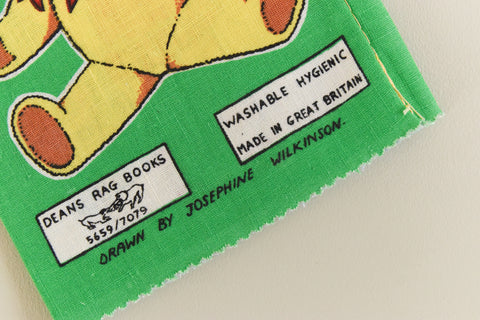 WASHABLE HYGIENIC
MADE IN GREAT BRITAIN
DEANS RAG BOOKS
5659/7079
DRAWN BY JOSEPHINE WILKINSON.